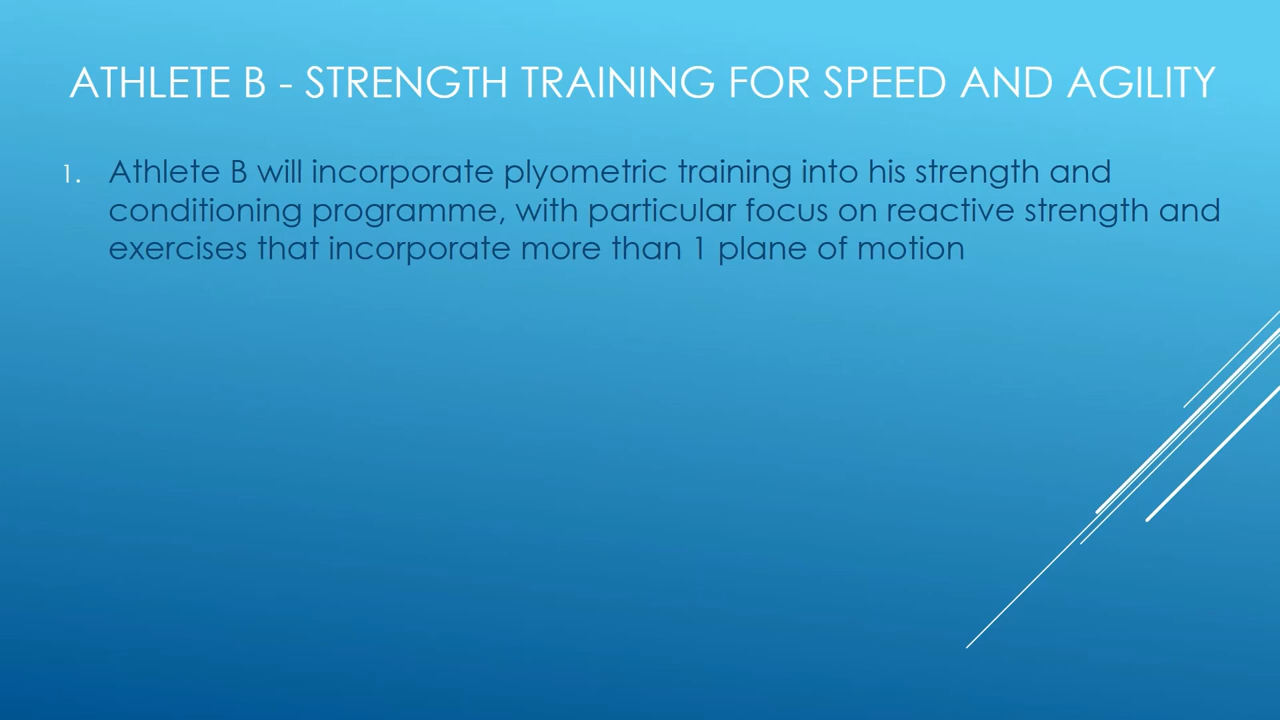 ATHLETE B - STRENGTH TRAINING FOR SPEED AND AGILITY
1. Athlete B will incorporate plyometric training into his strength and
conditioning programme, with particular focus on reactive strength and
exercises that incorporate more than 1 plane of motion